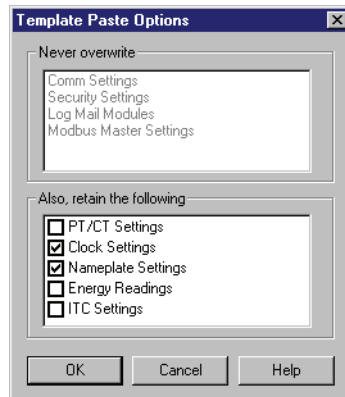 Template Paste Options
Never overwrite
Comm Settings
Security Settings
Log Mail Modules
Modbus Master Settings
Also, retain the following
PT/CT Settings
Clock Settings
Nameplate Settings
Energy Readings
ITC Settings
OK Cancel Help